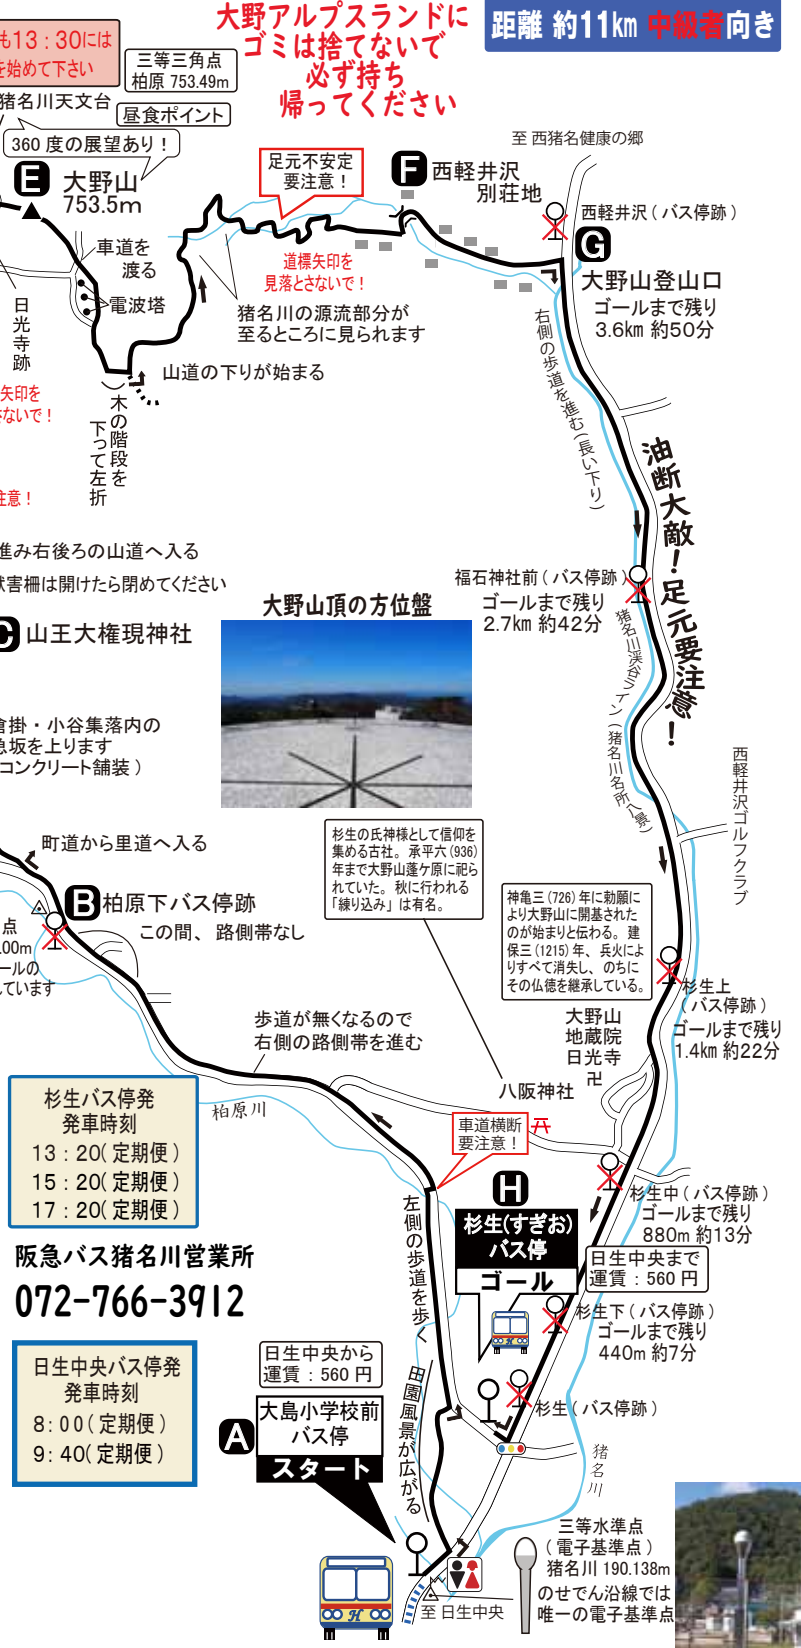 大野アルプスランドに
ゴミは捨てないで
必ず持ち
帰ってください
距離 約11km 中級者向き
も13：30には
を始めて下さい
三等三角点
柏原 753.49m
猪名川天文台
昼食ポイント
360 度の展望あり！
E 大野山
753.5m
足元不安定
要注意！
F 西軽井沢
別荘地
至 西猪名健康の郷
西軽井沢 ( バス停跡 )
G
大野山登山口
ゴールまで残り
3.6km 約50分
車道を
渡る
電波塔
日光寺跡
道標矢印を
見落とさないで！
猪名川の源流部分が
至るところに見られます
右側の歩道を進む(長い下り)
山道の下りが始まる
矢印を
ないで！
木の階段を
下って左折
注意！
油断大敵！足元要注意！
進み右後ろの山道へ入る
獣害柵は開けたら閉めてください
福石神社前 ( バス停跡 )
ゴールまで残り
2.7km 約42分
猪名川渓谷ライン(猪名川名所八景)
C 山王大権現神社
大野山頂の方位盤
倉掛・小谷集落内の
急坂を上ります
コンクリート舗装 )
西軽井沢ゴルフクラブ
町道から里道へ入る
B 柏原下バス停跡
この間、路側帯なし
点
.00m
ールの
しています
杉生の氏神様として信仰を
集める古社。承平六(936)
年まで大野山蓬ケ原に祀ら
れていた。秋に行われる
「練り込み」は有名。
神亀三(726)年に勅願に
より大野山に開基された
のが始まりと伝わる。建
保三(1215)年、兵火によ
りすべて消失し、のちに
その仏徳を継承している。
杉生上
( バス停跡 )
ゴールまで残り
1.4km 約22分
大野山
地蔵院
日光寺
卍
歩道が無くなるので
右側の路側帯を進む
柏原川
八阪神社
車道横断
要注意！
杉生バス停発
発車時刻
13：20( 定期便 )
15：20( 定期便 )
17：20( 定期便 )
阪急バス猪名川営業所
072-766-3912
日生中央バス停発
発車時刻
8：00( 定期便 )
9：40( 定期便 )
H
杉生(すぎお)
バス停
ゴール
杉生中 ( バス停跡 )
ゴールまで残り
880m 約13分
日生中央まで
運賃：560 円
杉生下 ( バス停跡 )
ゴールまで残り
440m 約7分
左側の歩道を歩く
日生中央から
運賃：560 円
A 大島小学校前
バス停
スタート
田園風景が広がる
杉生 ( バス停跡 )
猪名川
三等水準点
( 電子基準点 )
猪名川 190.138m
のせでん沿線では
唯一の電子基準点
至 日生中央
H